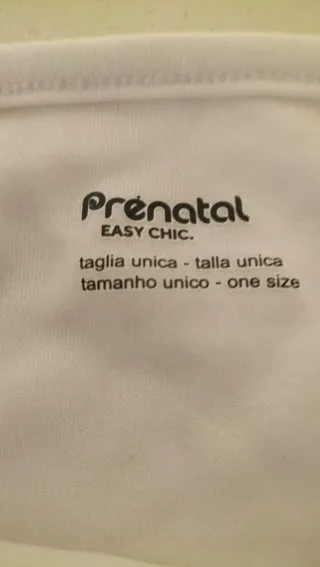 Prénatal
EASY CHIC.
taglia unica - talla unica
tamanho unico - one size